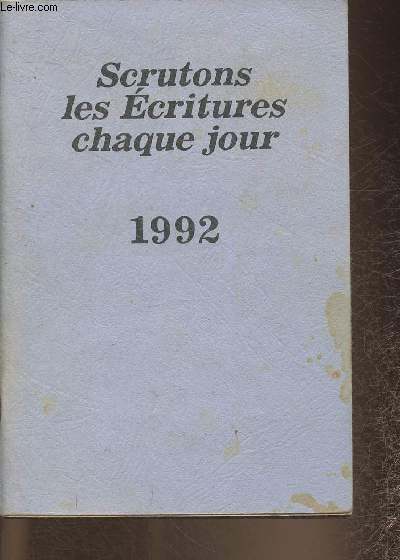 Le-livre.com
Scrutons
les Écritures
chaque jour
1992